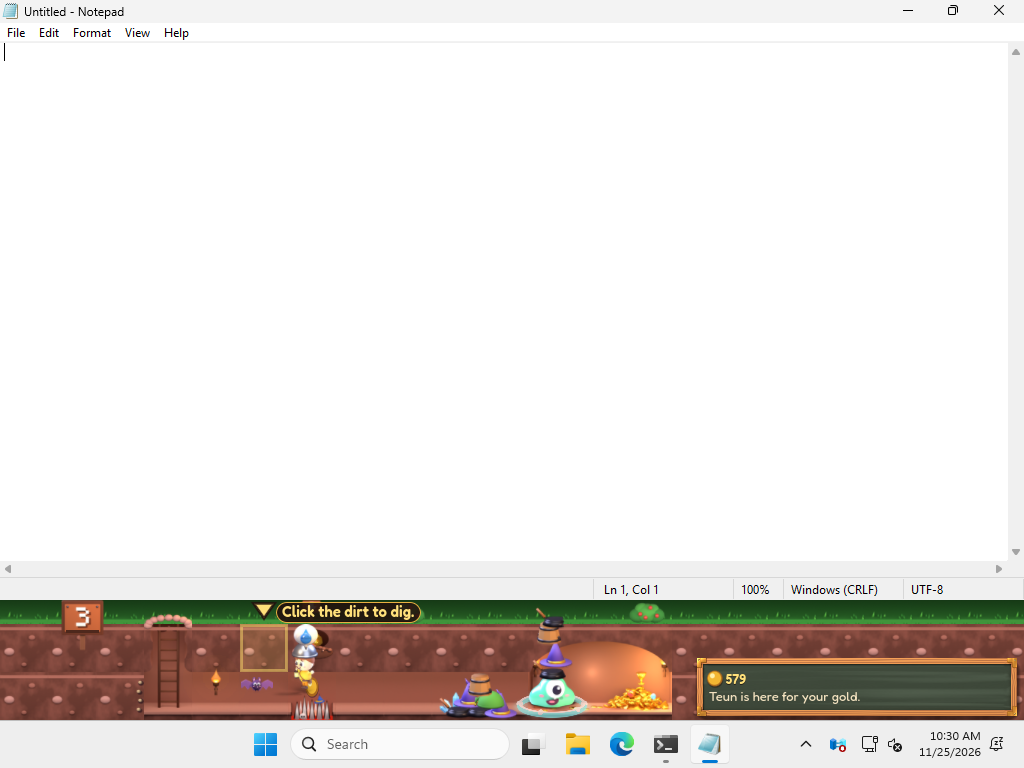 Untitled - Notepad
File Edit Format View Help
Ln 1, Col 1 100% Windows (CRLF) UTF-8
3
Click the dirt to dig.
579
Teun is here for your gold.
Search
10:30 AM
11/25/2026